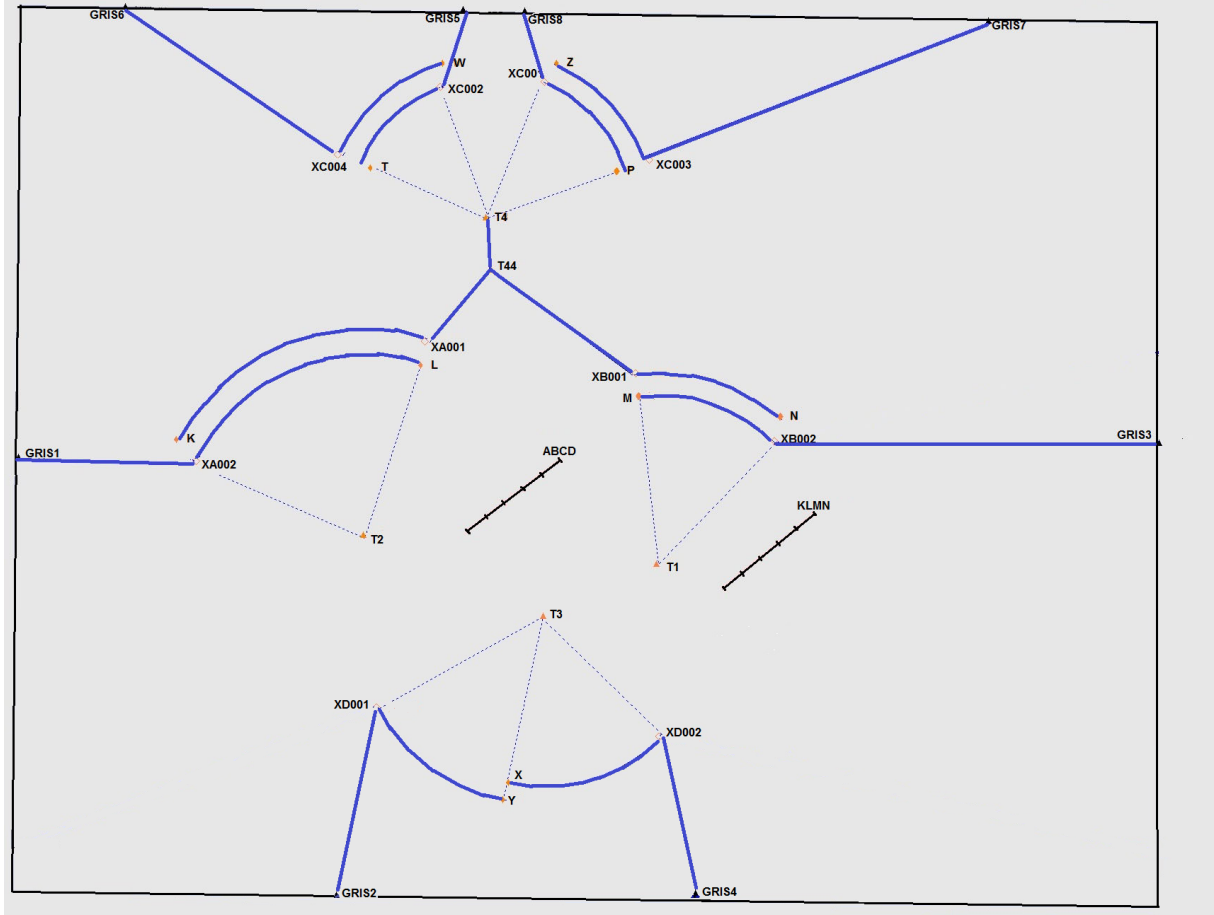 GRIS6
GRIS5
GRIS8
GRIS7
W
Z
XC002
XC00
XC004
T
P
XC003
T4
T44
XA001
L
XB001
M
N
K
XB002
GRIS3
GRIS1
XA002
ABCD
KLMN
T2
T1
T3
XD001
XD002
X
Y
GRIS2
GRIS4